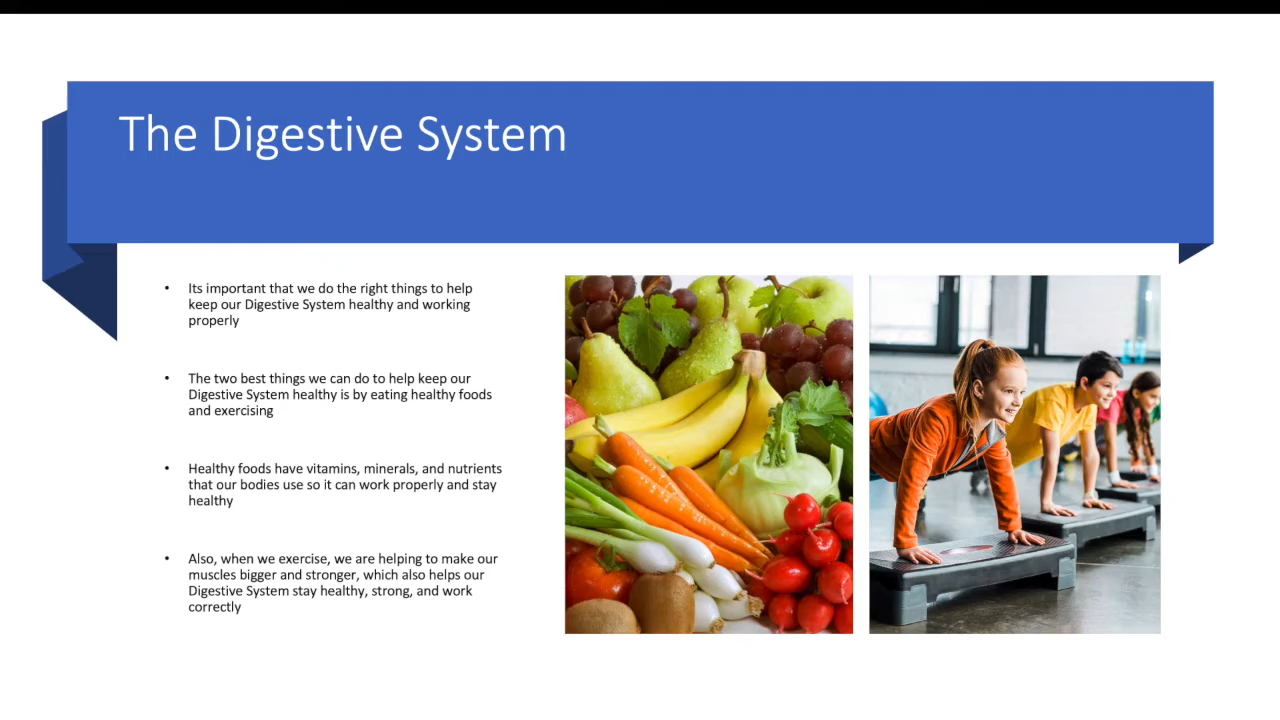 The Digestive System
• Its important that we do the right things to help
keep our Digestive System healthy and working
properly
• The two best things we can do to help keep our
Digestive System healthy is by eating healthy foods
and exercising
• Healthy foods have vitamins, minerals, and nutrients
that our bodies use so it can work properly and stay
healthy
• Also, when we exercise, we are helping to make our
muscles bigger and stronger, which also helps our
Digestive System stay healthy, strong, and work
correctly